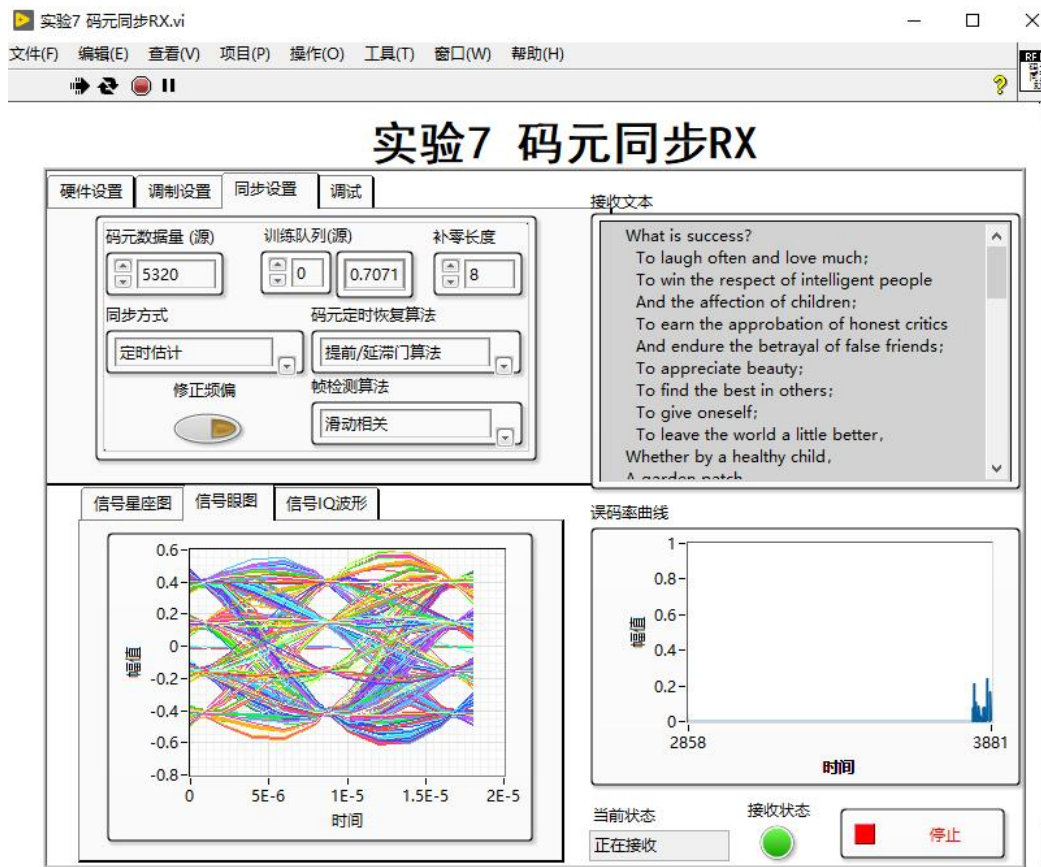 实验7 码元同步RX.vi
文件(F) 编辑(E) 查看(V) 项目(P) 操作(O) 工具(T) 窗口(W) 帮助(H)
实验7 码元同步RX
硬件设置 调制设置 同步设置 调试
码元数据量 (源) 训练队列(源) 补零长度
5320 0 0.7071 8
同步方式 码元定时恢复算法
定时估计 提前/延滞门算法
修正频偏 帧检测算法
滑动相关
接收文本
What is success?
To laugh often and love much;
To win the respect of intelligent people
And the affection of children;
To earn the approbation of honest critics
And endure the betrayal of false friends;
To appreciate beauty;
To find the best in others;
To give oneself;
To leave the world a little better,
Whether by a healthy child,
A garden patch
信号星座图 信号眼图 信号IQ波形
幅值
0.6
0.4
0.2
0
-0.2
-0.4
-0.6
-0.8
0 5E-6 1E-5 1.5E-5 2E-5
时间
误码率曲线
幅值
1
0.8
0.6
0.4
0.2
0
2858 3881
时间
当前状态 接收状态
正在接收 停止